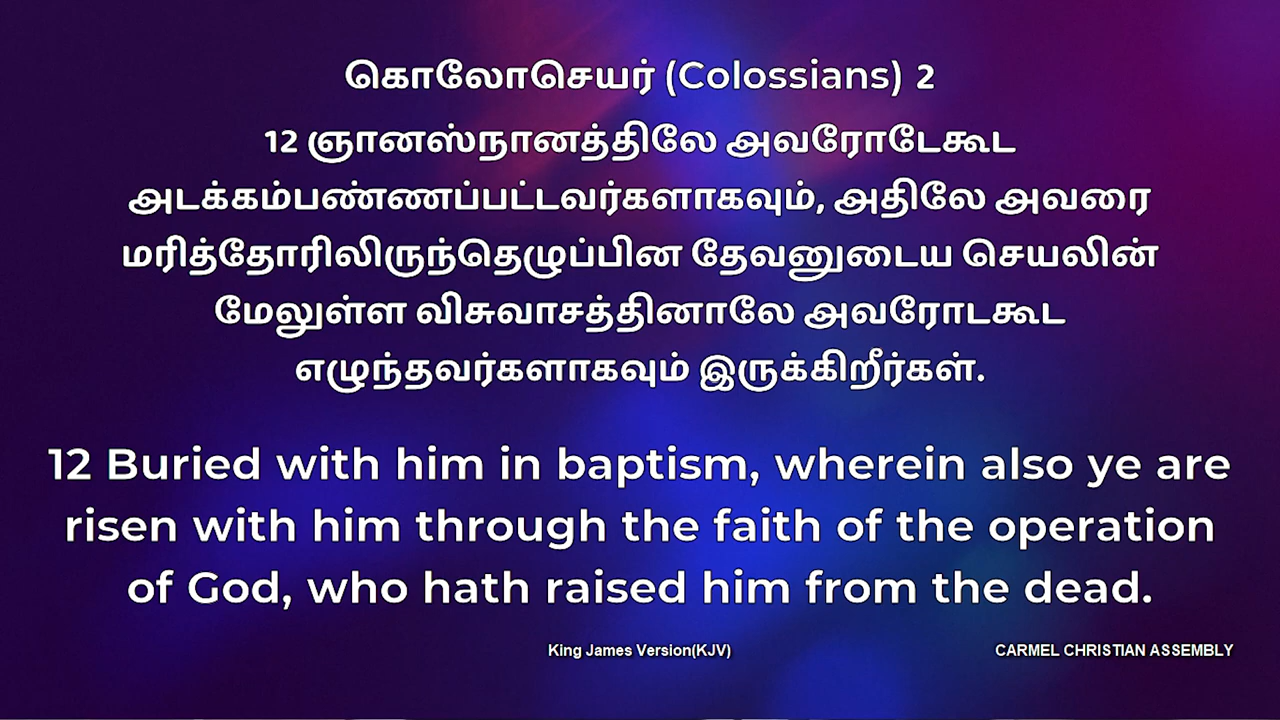 கொலோசெயர் (Colossians) 2
12 ஞானஸ்நானத்திலே அவரோடேகூட
அடக்கம்பண்ணப்பட்டவர்களாகவும், அதிலே அவரை
மரித்தோரிலிருந்தெழுப்பின தேவனுடைய செயலின்
மேலுள்ள விசுவாசத்தினாலே அவரோடகூட
எழுந்தவர்களாகவும் இருக்கிறீர்கள்.
12 Buried with him in baptism, wherein also ye are
risen with him through the faith of the operation
of God, who hath raised him from the dead.
King James Version(KJV)
CARMEL CHRISTIAN ASSEMBLY